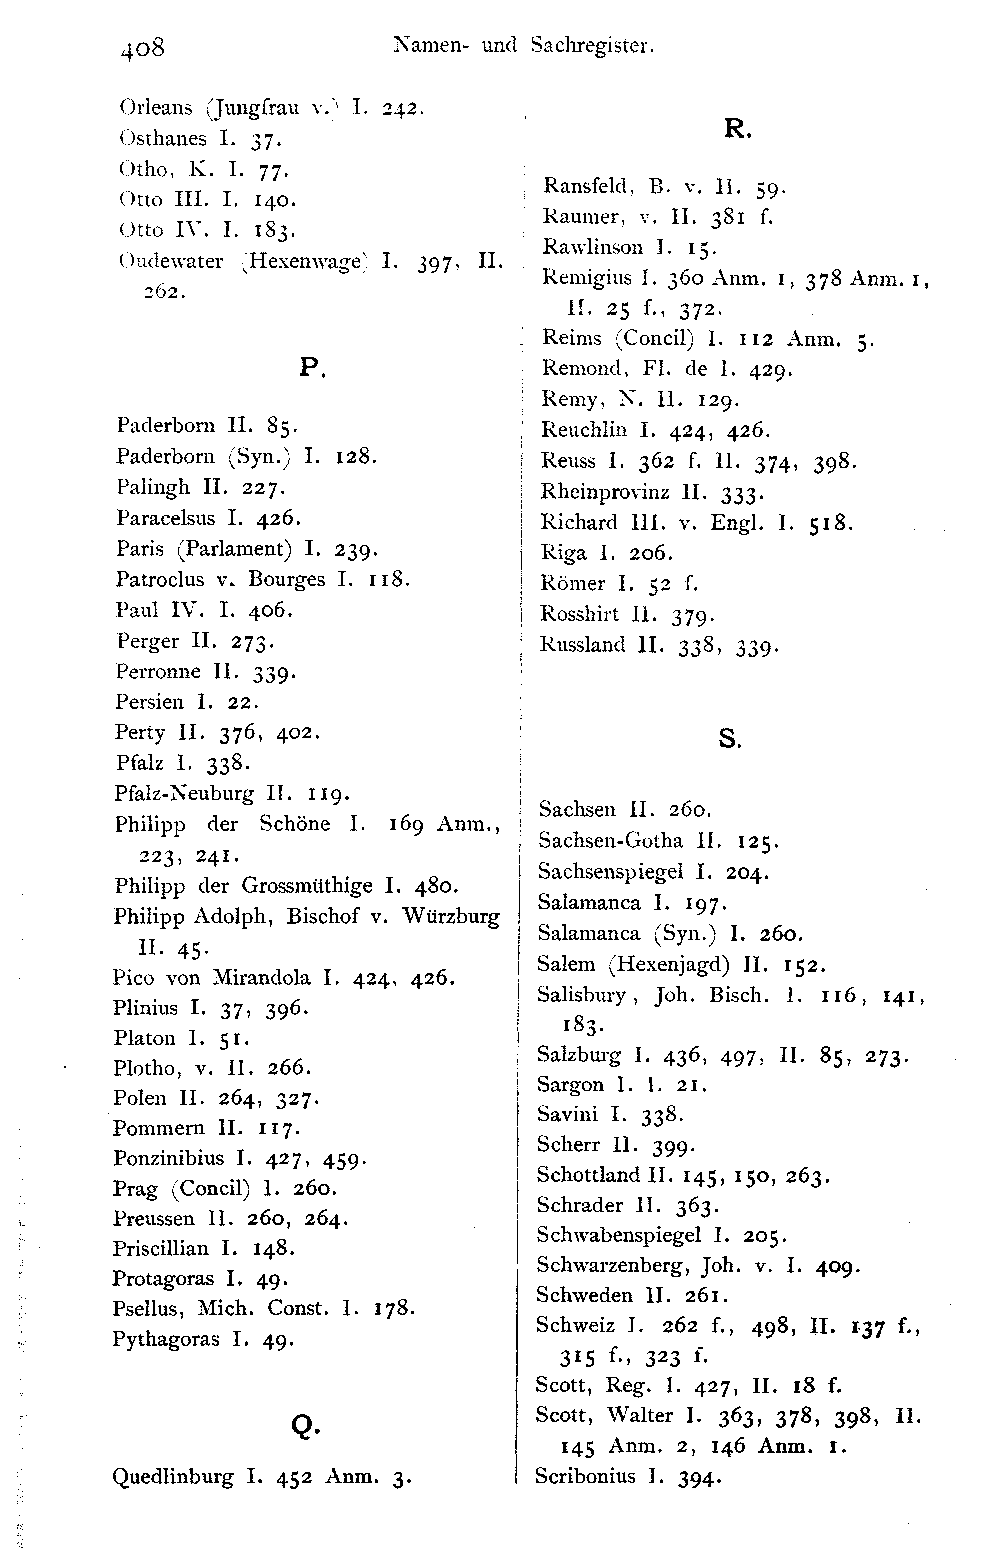 408
Namen- und Sachregister.
Orleans (Jungfrau v.) I. 242.
Osthanes I. 37.
Otho, K. I. 77.
Otto III. I. 140.
Otto IV. I. 183.
Oudewater (Hexenwage) I. 397, II.
262.
P.
Paderborn II. 85.
Paderborn (Syn.) I. 128.
Palingh II. 227.
Paracelsus I. 426.
Paris (Parlament) I. 239.
Patroclus v. Bourges I. 118.
Paul IV. I. 406.
Perger II. 273.
Perronne II. 339.
Persien I. 22.
Perty II. 376, 402.
Pfalz I. 338.
Pfalz-Neuburg II. 119.
Philipp der Schöne I. 169 Anm.,
223, 241.
Philipp der Grossmüthige I. 480.
Philipp Adolph, Bischof v. Würzburg
II. 45.
Pico von Mirandola I. 424, 426.
Plinius I. 37, 396.
Platon I. 51.
Plotho, v. II. 266.
Polen II. 264, 327.
Pommern II. 117.
Ponzinibius I. 427, 459.
Prag (Concil) I. 260.
Preussen II. 260, 264.
Priscillian I. 148.
Protagoras I. 49.
Psellus, Mich. Const. I. 178.
Pythagoras I. 49.
Q.
Quedlinburg I. 452 Anm. 3.
R.
Ransfeld, B. v. II. 59.
Raumer, v. II. 381 f.
Rawlinson I. 15.
Remigius I. 360 Anm. 1, 378 Anm. 1,
II. 25 f., 372.
Reims (Concil) I. 112 Anm. 5.
Remond, Fl. de I. 429.
Remy, N. II. 129.
Reuchlin I. 424, 426.
Reuss I. 362 f. II. 374, 398.
Rheinprovinz II. 333.
Richard III. v. Engl. I. 518.
Riga I. 206.
Römer I. 52 f.
Rosshirt II. 379.
Russland II. 338, 339.
S.
Sachsen II. 260.
Sachsen-Gotha II. 125.
Sachsenspiegel I. 204.
Salamanca I. 197.
Salamanca (Syn.) I. 260.
Salem (Hexenjagd) II. 152.
Salisbury, Joh. Bisch. I. 116, 141,
183.
Salzburg I. 436, 497, II. 85, 273.
Sargon I. I. 21.
Savini I. 338.
Scherr II. 399.
Schottland II. 145, 150, 263.
Schrader II. 363.
Schwabenspiegel I. 205.
Schwarzenberg, Joh. v. I. 409.
Schweden II. 261.
Schweiz I. 262 f., 498, II. 137 f.,
315 f., 323 f.
Scott, Reg. I. 427, II. 18 f.
Scott, Walter I. 363, 378, 398, II.
145 Anm. 2, 146 Anm. 1.
Scribonius I. 394.